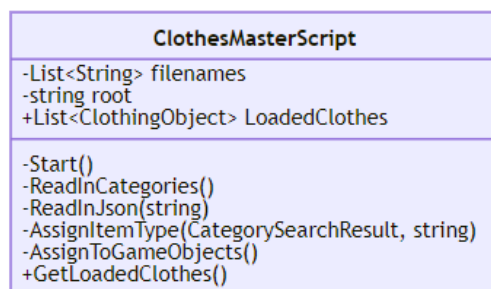 ClothesMasterScript
-List<String> filenames
-string root
+List<ClothingObject> LoadedClothes
-Start()
-ReadInCategories()
-ReadInJson(string)
-AssignItemType(CategorySearchResult, string)
-AssignToGameObjects()
+GetLoadedClothes()